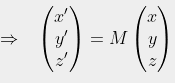 ⇒ (x′ y′ z′) = M (x y z)